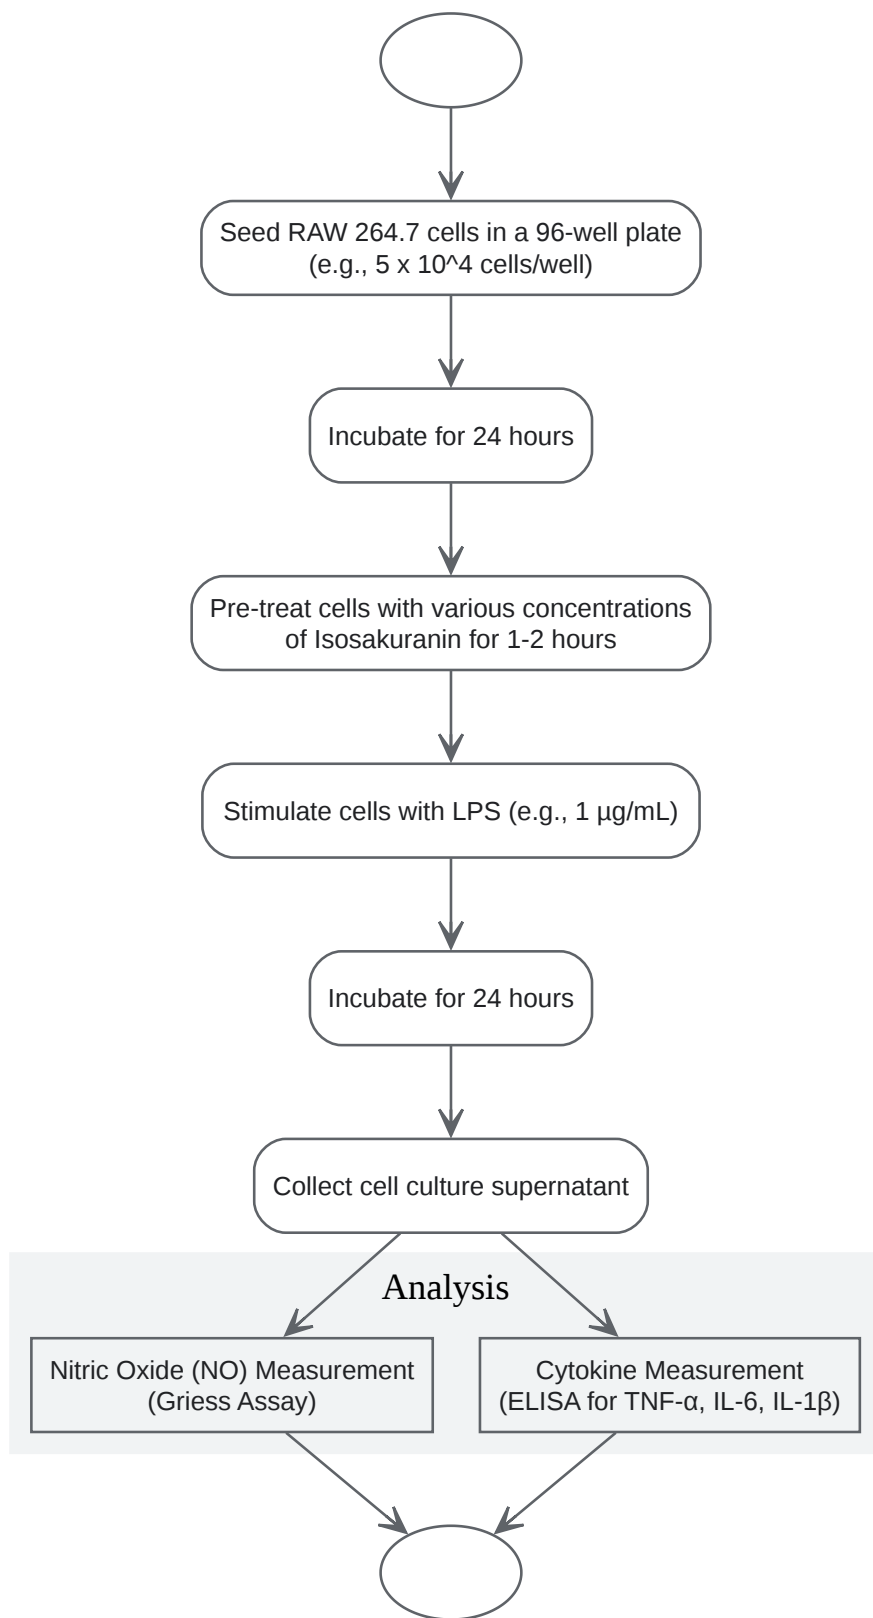 Seed RAW 264.7 cells in a 96-well plate
(e.g., 5 x 10^4 cells/well)
Incubate for 24 hours
Pre-treat cells with various concentrations
of Isosakuranin for 1-2 hours
Stimulate cells with LPS (e.g., 1 µg/mL)
Incubate for 24 hours
Collect cell culture supernatant
Analysis
Nitric Oxide (NO) Measurement
(Griess Assay)
Cytokine Measurement
(ELISA for TNF-α, IL-6, IL-1β)